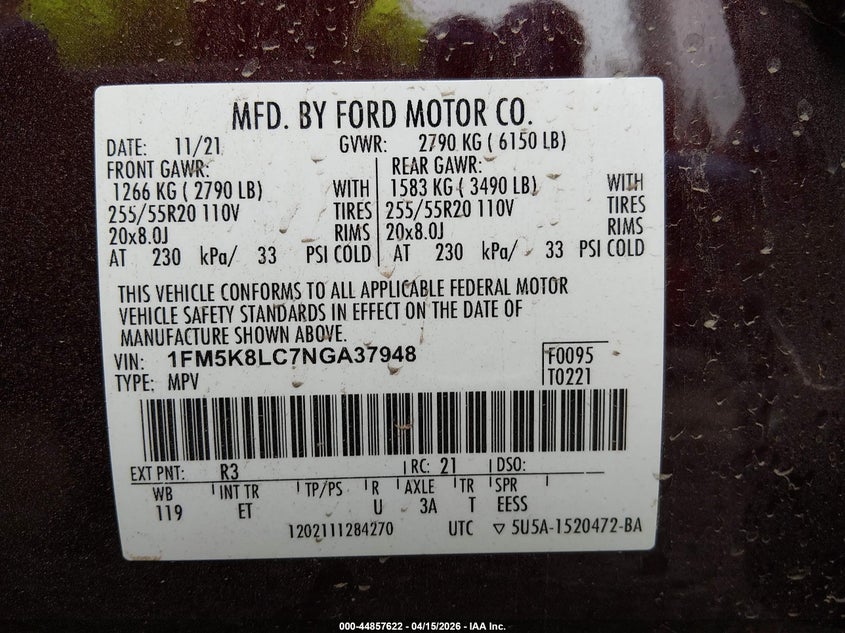 MFD. BY FORD MOTOR CO.
DATE: 11/21 GVWR: 2790 KG ( 6150 LB)
FRONT GAWR: REAR GAWR:
1266 KG ( 2790 LB) WITH 1583 KG ( 3490 LB) WITH
255/55R20 110V TIRES 255/55R20 110V TIRES
20x8.0J RIMS 20x8.0J RIMS
AT 230 kPa/ 33 PSI COLD AT 230 kPa/ 33 PSI COLD
THIS VEHICLE CONFORMS TO ALL APPLICABLE FEDERAL MOTOR
VEHICLE SAFETY STANDARDS IN EFFECT ON THE DATE OF
MANUFACTURE SHOWN ABOVE.
VIN: 1FM5K8LC7NGA37948 F0095
TYPE: MPV T0221
EXT PNT: R3 RC: 21 DSO:
WB INT TR TP/PS R AXLE TR SPR
119 ET U 3A T EESS
1202111284270 UTC ▽ 5U5A-1520472-BA
000-44857622 - 04/15/2026 - IAA Inc.